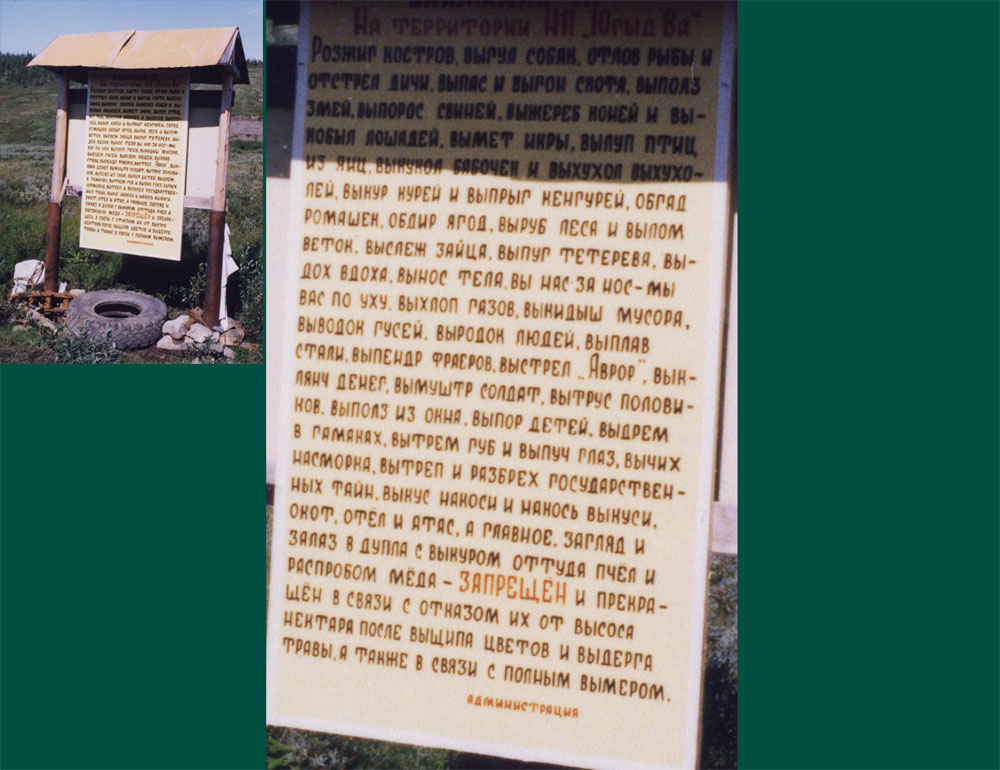 На территории НП „Югыд Ва"
Розжиг костров, выгул собак, отлов рыбы и
отстрел дичи, выпас и выгон скотя, выполз
змей, выпорос свиней, выжереб коней и вы-
кобыл лошадей, вымет икры, вылуп птиц
из яиц, выкукол бабочек и выхухол выхухо-
лей, выкур курей и выпрыг кенгурей, обгад
ромашек, обдир ягод, выруб леся и вылом
веток, выслеж зайца, выпуг тетерева, вы-
дох вдоха, вынос тела, вы нас за нос-мы
вас по уху, выхлоп газов, выкидыш мусора,
выводок гусей, выродок людей, выплав
стали, выпендр фраеров, выстрел „Аврор", вык-
лянч денег, вымуштр солдят, вытрус полови-
ков, выполз из окна, выпор детей, выдрем
в гамаках, вытрем губ и выпуч глаз, вычих
насморка, вытреп и разбрех государствен-
ных тайн, выкус накоси и накось выкуси,
окот, отёл и атас, а главное, загляд и
залаз в дупла с выкуром оттуда пчёл и
распробом мёда – ЗАПРЕЩЁН и прекра-
щён в связи с отказом их от высоса
нектара после выщипа цветов и выдерга
травы, а также в связи с полным вымером.
администрация